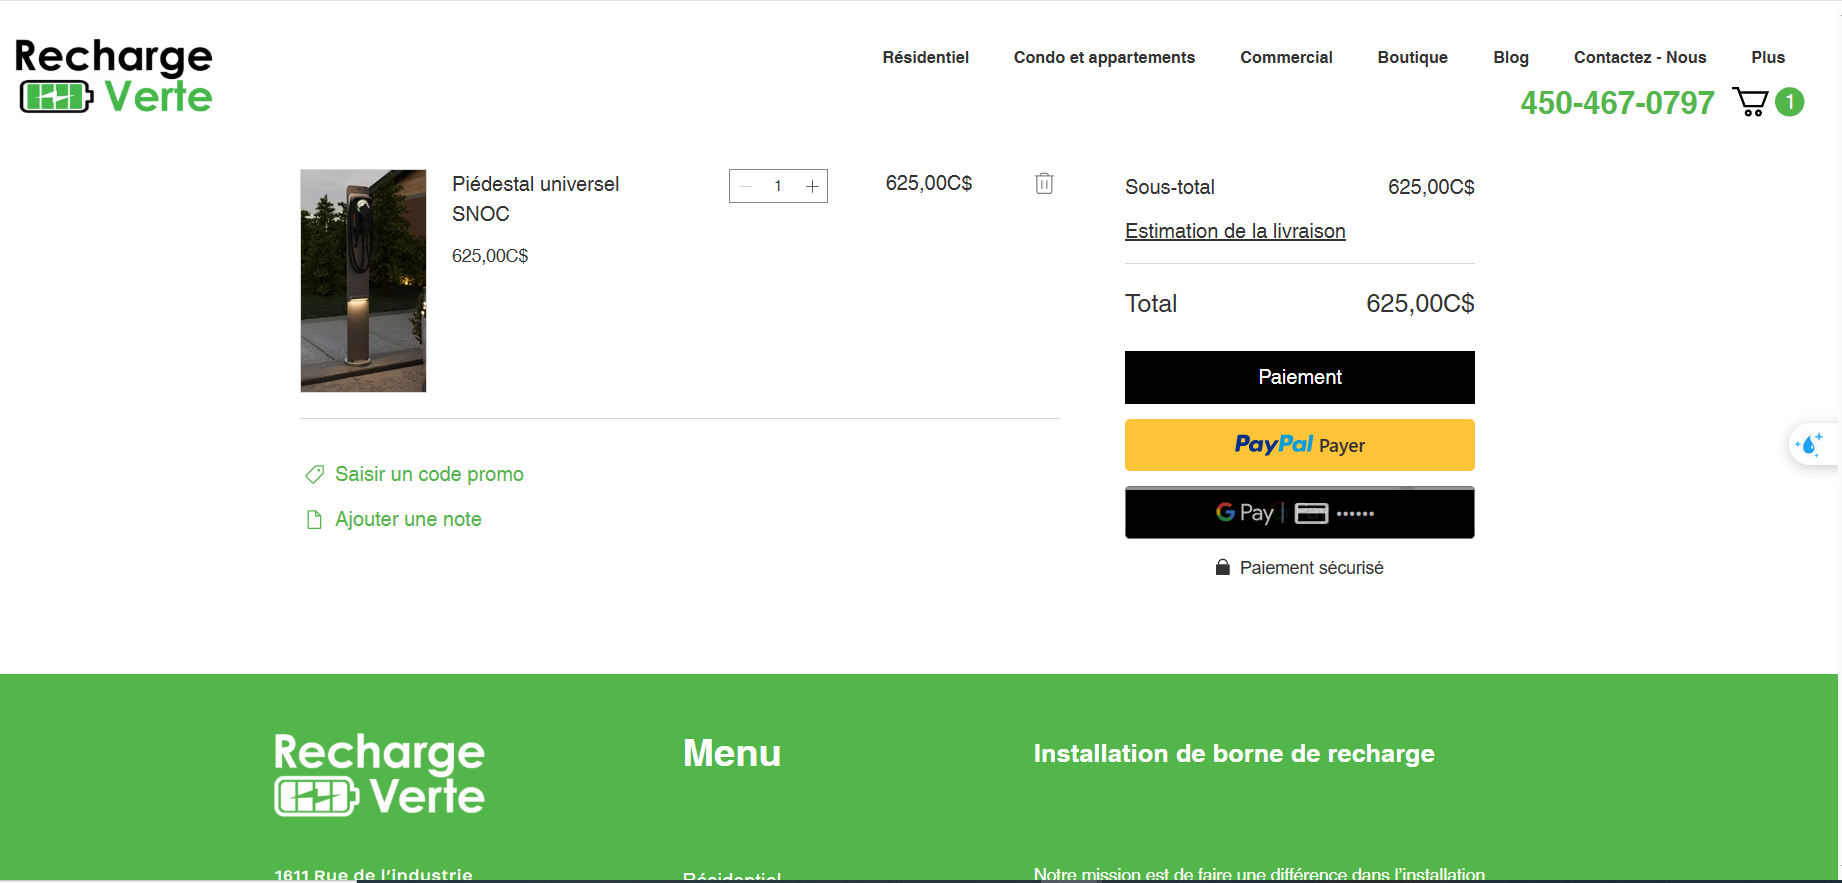 Recharge
Verte
Résidentiel
Condo et appartements
Commercial
Boutique
Blog
Contactez - Nous
Plus
450-467-0797
1
Piédestal universel
SNOC
625,00C$
1
625,00C$
Sous-total
625,00C$
Estimation de la livraison
Total
625,00C$
Paiement
PayPal Payer
G Pay
Paiement sécurisé
Saisir un code promo
Ajouter une note
Recharge
Verte
1611 Rue de l'industrie
Menu
Résidentiel
Installation de borne de recharge
Notre mission est de faire une différence dans l'installation